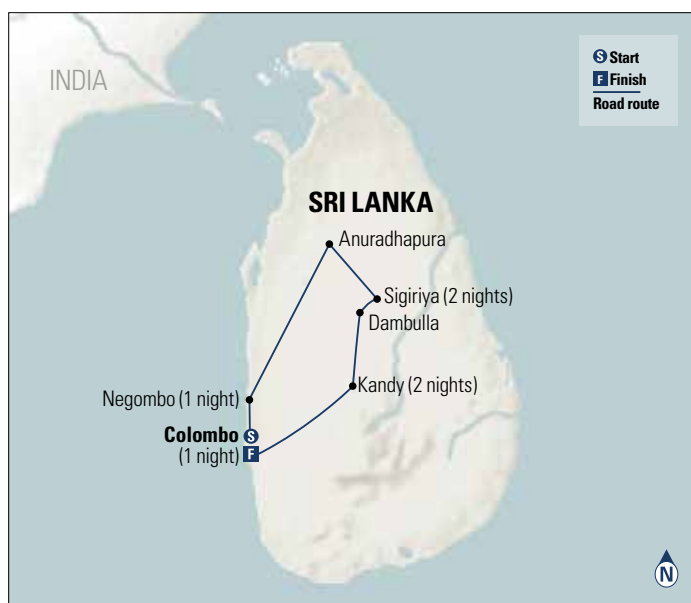 INDIA
S Start
F Finish
Road route
SRI LANKA
Anuradhapura
Sigiriya (2 nights)
Dambulla
Kandy (2 nights)
Negombo (1 night)
Colombo S
(1 night) F
N